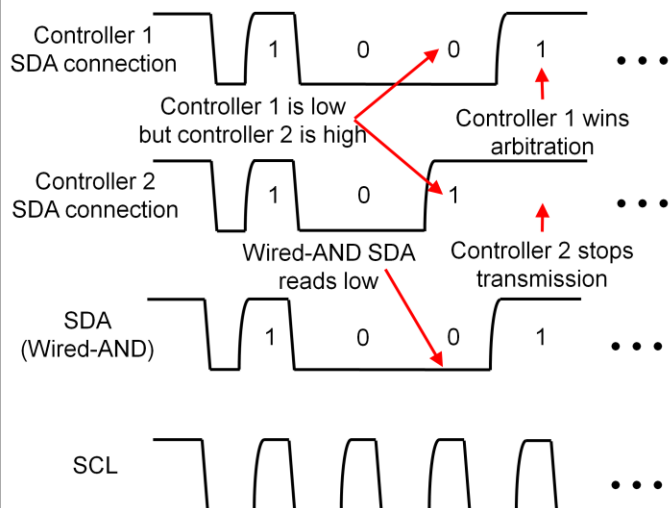 Controller 1
SDA connection
1 0 0 1
Controller 1 is low
but controller 2 is high
Controller 1 wins
arbitration
Controller 2
SDA connection
1 0 1
Wired-AND SDA
reads low
Controller 2 stops
transmission
SDA
(Wired-AND)
1 0 0 1
SCL